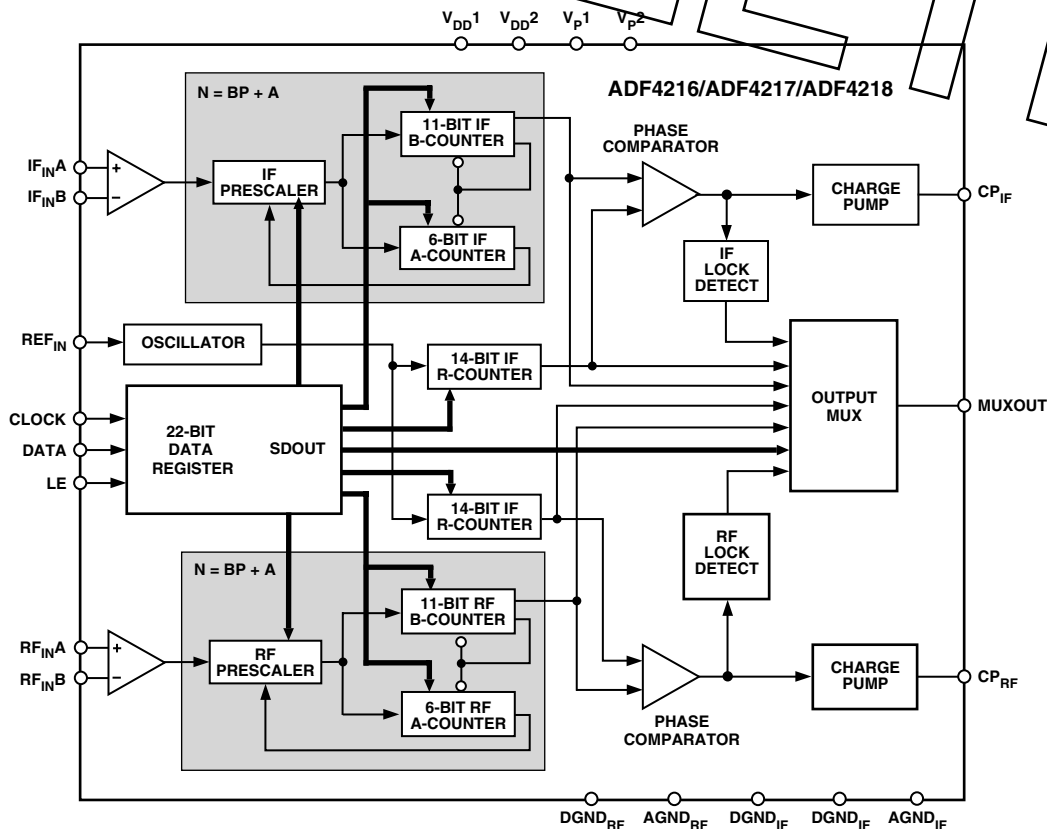 VDD1 VDD2 VP1 VP2
ADF4216/ADF4217/ADF4218
N = BP + A
11-BIT IF
B-COUNTER
PHASE
COMPARATOR
IFINA
IFINB
+
−
IF
PRESCALER
CHARGE
PUMP
CPIF
6-BIT IF
A-COUNTER
IF
LOCK
DETECT
REFIN
OSCILLATOR
14-BIT IF
R-COUNTER
OUTPUT
MUX
MUXOUT
CLOCK
DATA
LE
22-BIT
DATA
REGISTER
SDOUT
14-BIT IF
R-COUNTER
RF
LOCK
DETECT
N = BP + A
11-BIT RF
B-COUNTER
RFINA
RFINB
+
−
RF
PRESCALER
CHARGE
PUMP
CPRF
6-BIT RF
A-COUNTER
PHASE
COMPARATOR
DGNDRF AGNDRF DGNDIF DGNDIF AGNDIF